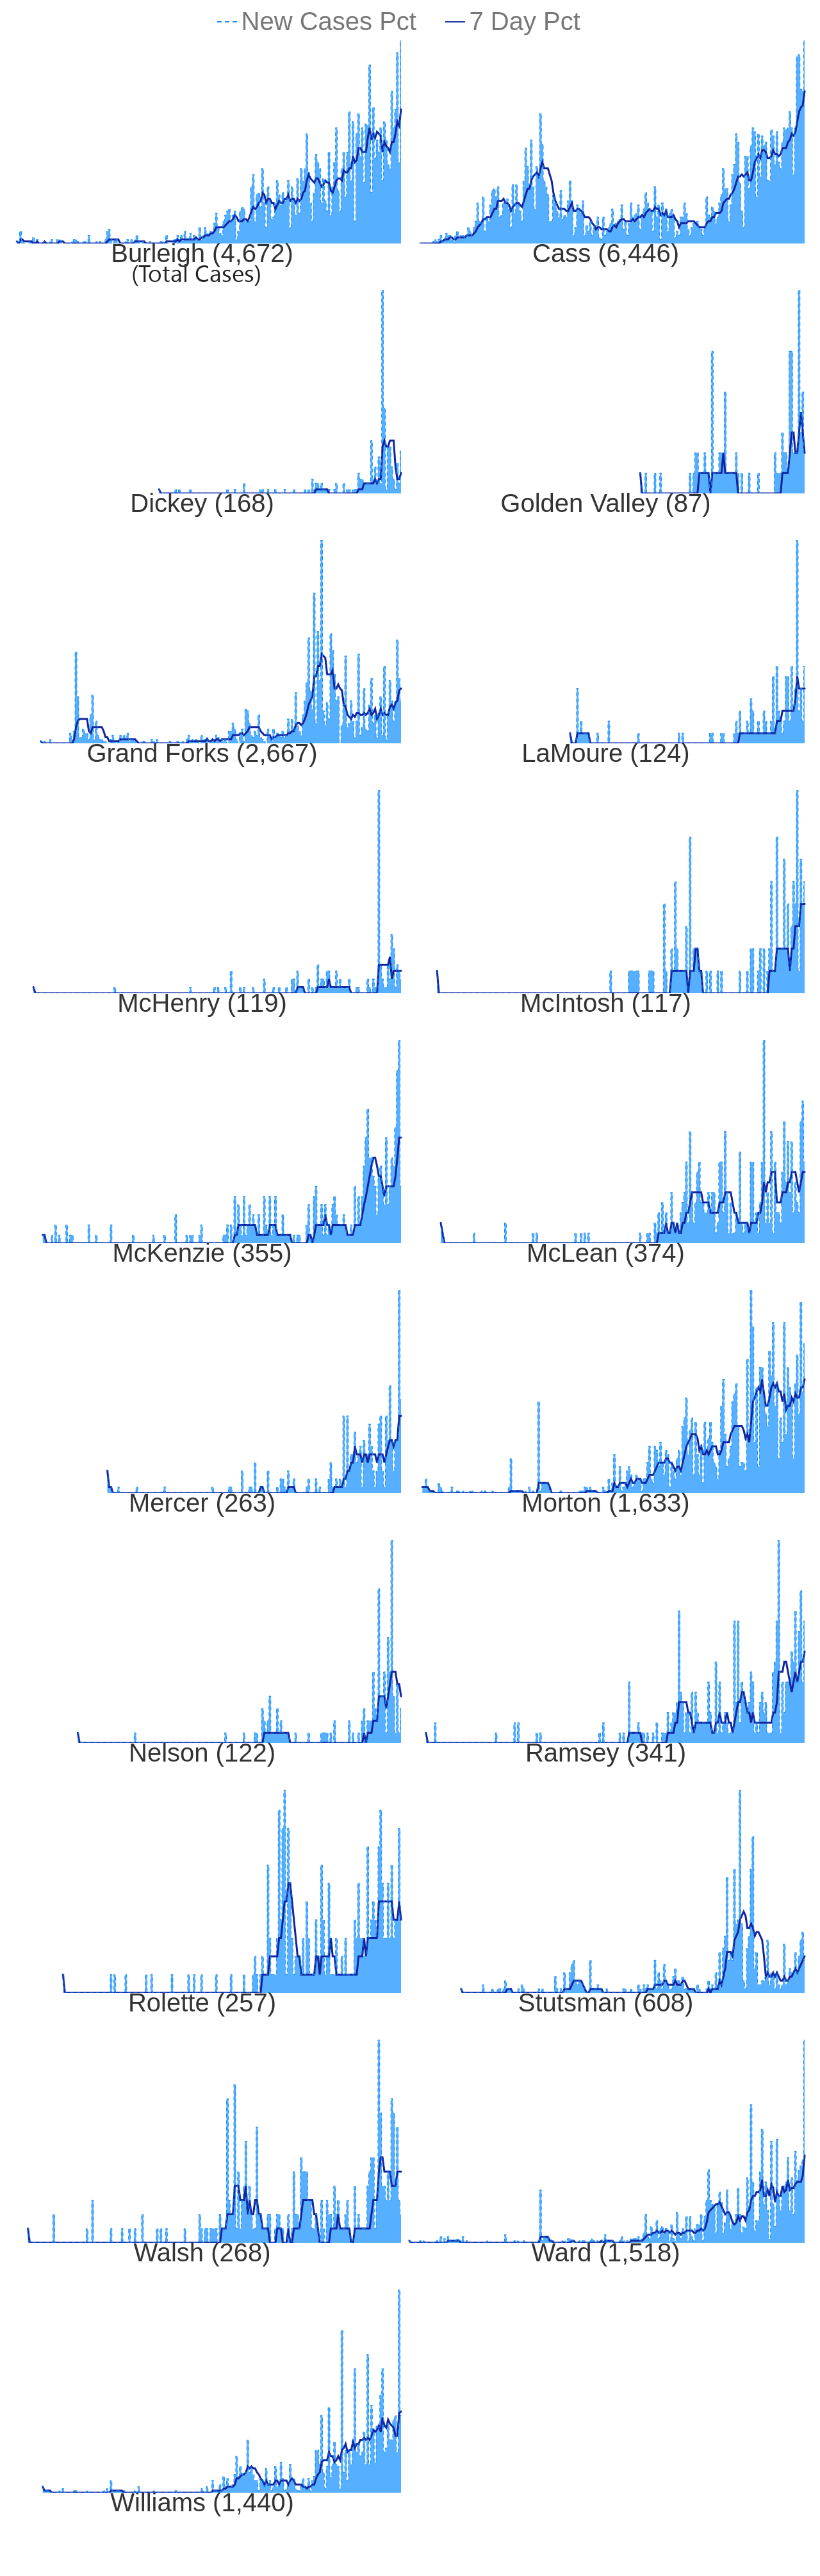 New Cases Pct 7 Day Pct
Burleigh (4,672) Cass (6,446)
(Total Cases)
Dickey (168) Golden Valley (87)
Grand Forks (2,667) LaMoure (124)
McHenry (119) McIntosh (117)
McKenzie (355) McLean (374)
Mercer (263) Morton (1,633)
Nelson (122) Ramsey (341)
Rolette (257) Stutsman (608)
Walsh (268) Ward (1,518)
Williams (1,440)